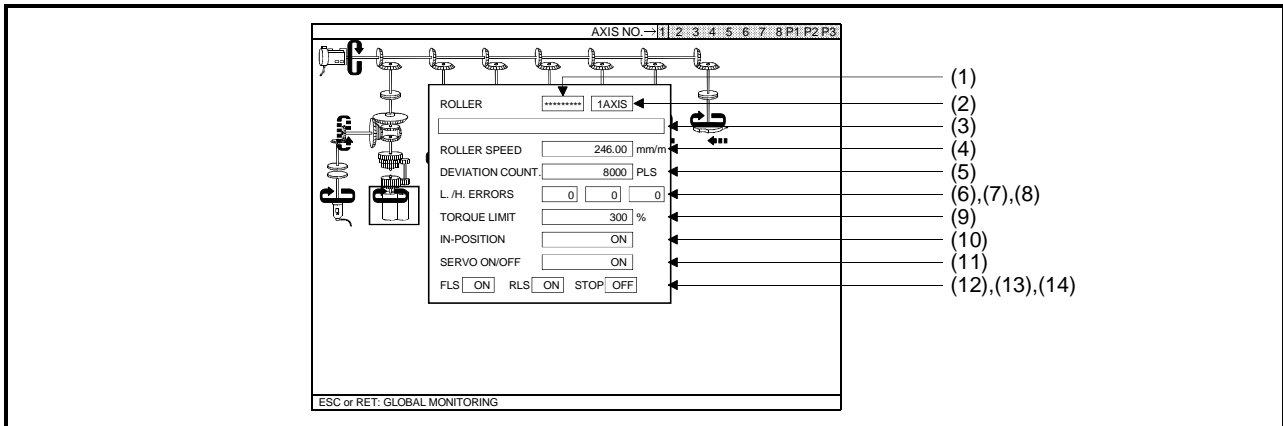 AXIS NO.→ 1 2 3 4 5 6 7 8 P1 P2 P3
(1)
ROLLER ********* 1AXIS
(2)
(3)
ROLLER SPEED 246.00 mm/m
(4)
DEVIATION COUNT. 8000 PLS
(5)
L. /H. ERRORS 0 0 0
(6),(7),(8)
TORQUE LIMIT 300 %
(9)
IN-POSITION ON
(10)
SERVO ON/OFF ON
(11)
FLS ON RLS ON STOP OFF
(12),(13),(14)
ESC or RET: GLOBAL MONITORING